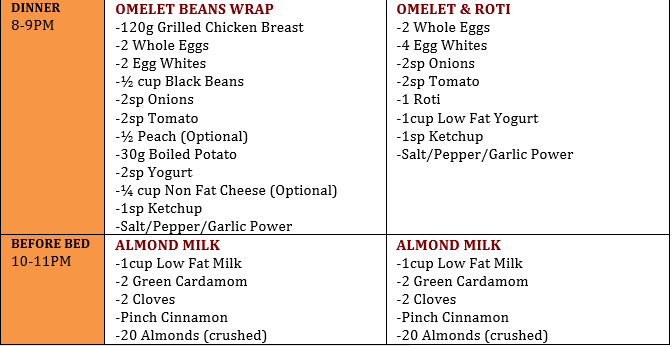 DINNER
8-9PM
OMELET BEANS WRAP
-120g Grilled Chicken Breast
-2 Whole Eggs
-2 Egg Whites
-½ cup Black Beans
-2sp Onions
-2sp Tomato
-½ Peach (Optional)
-30g Boiled Potato
-2sp Yogurt
-¼ cup Non Fat Cheese (Optional)
-1sp Ketchup
-Salt/Pepper/Garlic Power
OMELET & ROTI
-2 Whole Eggs
-4 Egg Whites
-2sp Onions
-2sp Tomato
-1 Roti
-1cup Low Fat Yogurt
-1sp Ketchup
-Salt/Pepper/Garlic Power
BEFORE BED
10-11PM
ALMOND MILK
-1cup Low Fat Milk
-2 Green Cardamom
-2 Cloves
-Pinch Cinnamon
-20 Almonds (crushed)
ALMOND MILK
-1cup Low Fat Milk
-2 Green Cardamom
-2 Cloves
-Pinch Cinnamon
-20 Almonds (crushed)